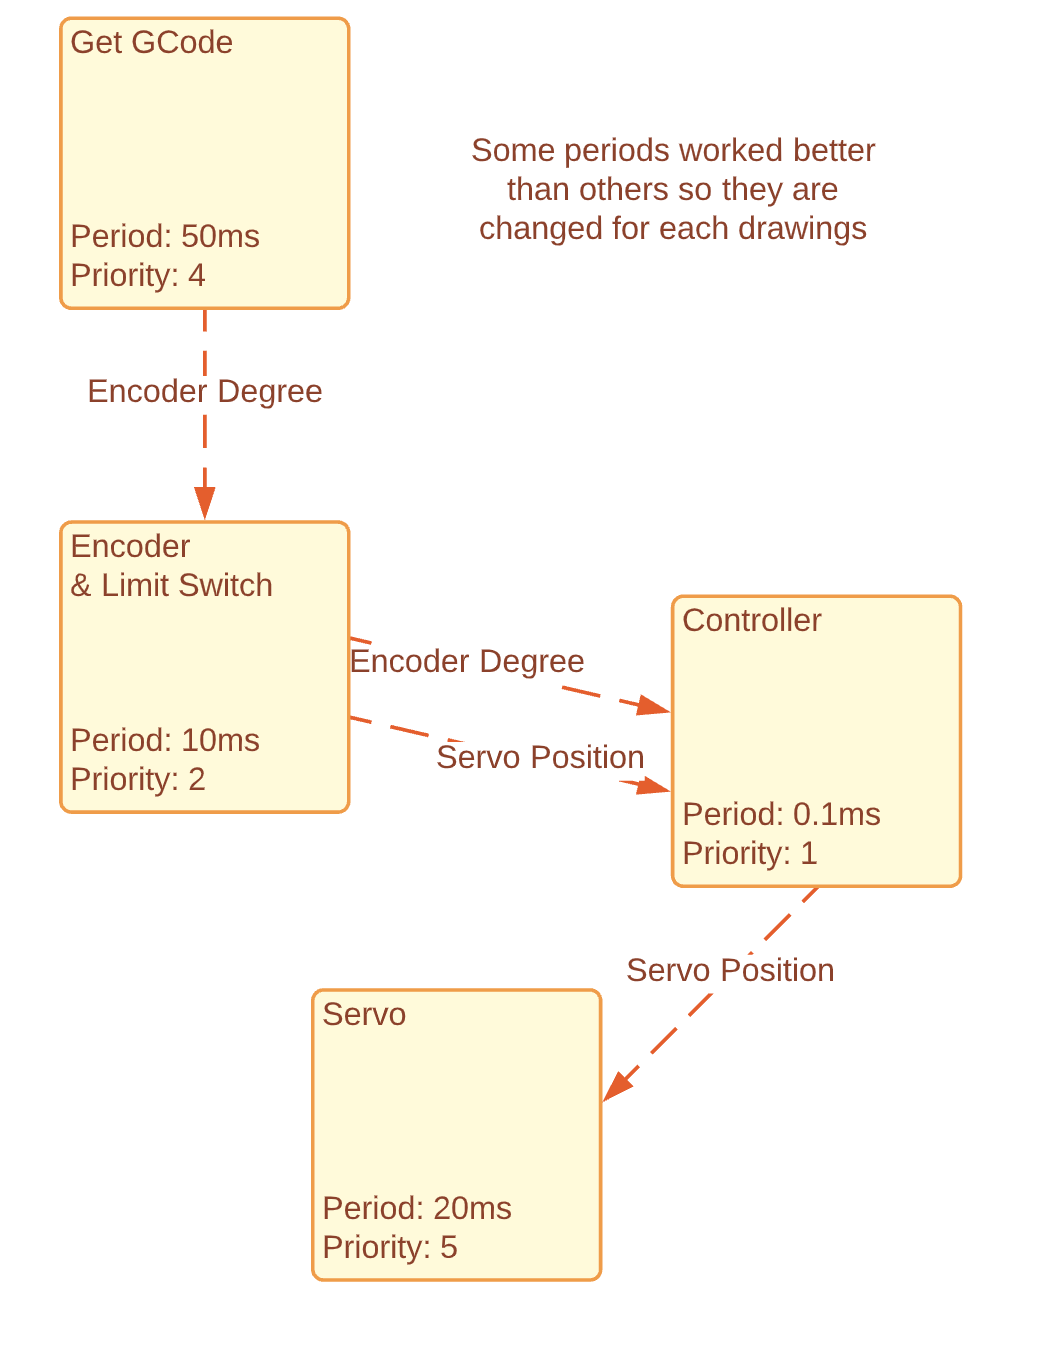 Get GCode
Period: 50ms
Priority: 4
Some periods worked better
than others so they are
changed for each drawings
Encoder Degree
Encoder
& Limit Switch
Period: 10ms
Priority: 2
Encoder Degree
Servo Position
Controller
Period: 0.1ms
Priority: 1
Servo Position
Servo
Period: 20ms
Priority: 5